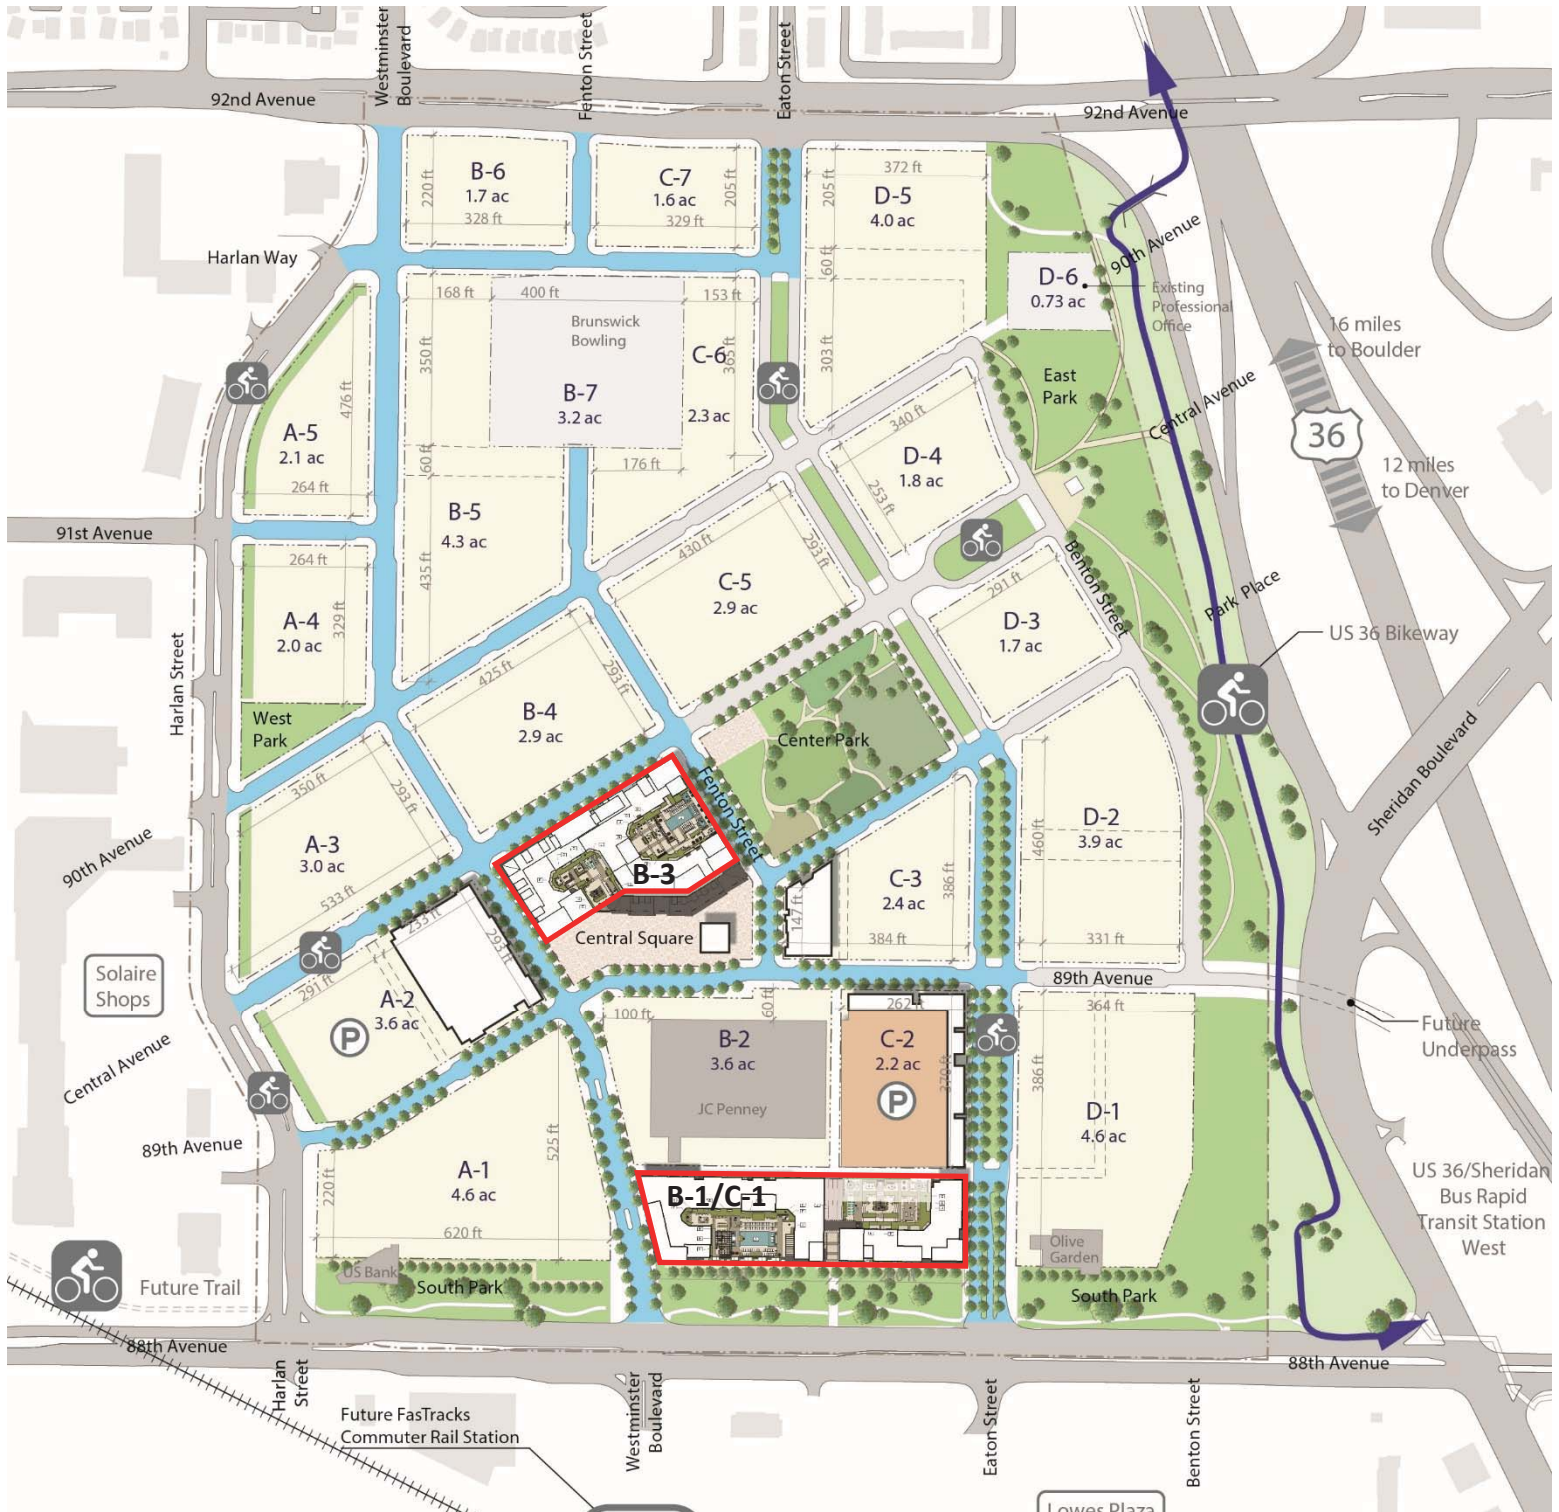 Westminster
Boulevard
Fenton Street
Eaton Street
92nd Avenue
92nd Avenue
B-6
1.7 ac
220 ft
328 ft
C-7
1.6 ac
205 ft
329 ft
372 ft
205 ft
D-5
4.0 ac
60 ft
303 ft
Harlan Way
90th Avenue
D-6
0.73 ac
Existing
Professional
Office
168 ft
400 ft
153 ft
Brunswick
Bowling
350 ft
C-6
365 ft
2.3 ac
B-7
3.2 ac
176 ft
60 ft
16 miles
to Boulder
36
12 miles
to Denver
East
Park
Central Avenue
476 ft
A-5
2.1 ac
264 ft
340 ft
D-4
1.8 ac
253 ft
91st Avenue
B-5
4.3 ac
435 ft
430 ft
293 ft
C-5
2.9 ac
264 ft
A-4
2.0 ac
329 ft
Benton Street
291 ft
D-3
1.7 ac
Park Place
US 36 Bikeway
Harlan Street
West
Park
425 ft
293 ft
B-4
2.9 ac
Center Park
Fenton Street
Sheridan Boulevard
350 ft
293 ft
A-3
3.0 ac
533 ft
90th Avenue
B-3
386 ft
C-3
2.4 ac
384 ft
147 ft
460 ft
D-2
3.9 ac
331 ft
Central Square
233 ft
293 ft
291 ft
A-2
3.6 ac
P
Solaire
Shops
89th Avenue
364 ft
Future
Underpass
100 ft
60 ft
B-2
3.6 ac
JC Penney
262 ft
C-2
2.2 ac
P
370 ft
386 ft
D-1
4.6 ac
Central Avenue
89th Avenue
525 ft
A-1
4.6 ac
220 ft
620 ft
B-1/C-1
US 36/Sheridan
Bus Rapid
Transit Station
West
Olive
Garden
US Bank
South Park
South Park
Future Trail
88th Avenue
88th Avenue
Harlan
Street
Westminster
Boulevard
Eaton Street
Benton Street
Future FasTracks
Commuter Rail Station
Lowes Plaza